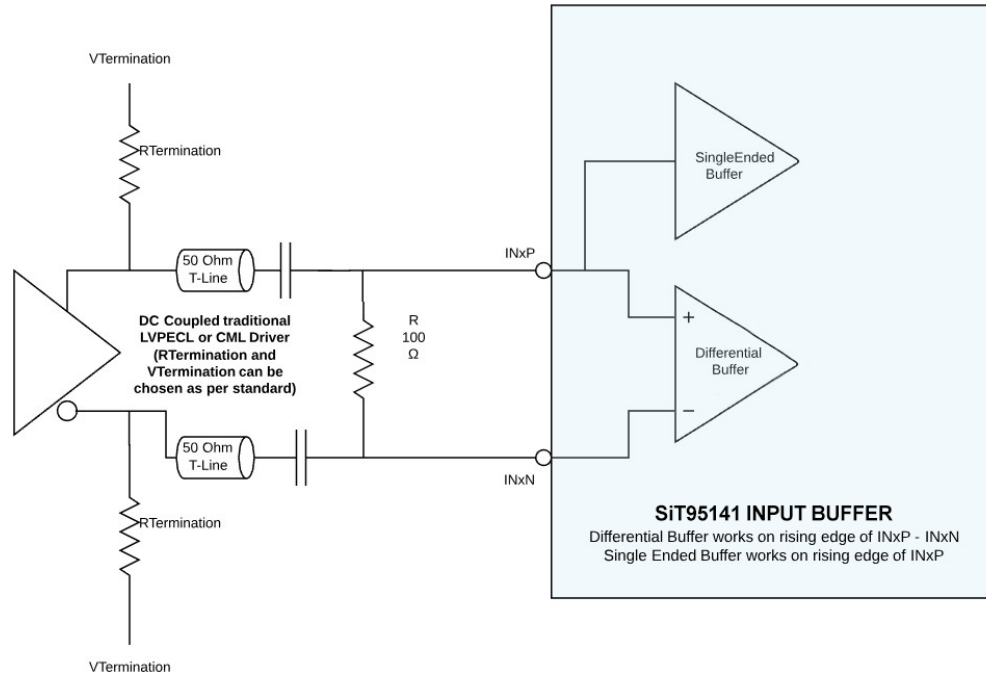 VTermination
RTermination
SingleEnded
Buffer
INxP
50 Ohm
T-Line
R
100
Ω
DC Coupled traditional
LVPECL or CML Driver
(RTermination and
VTermination can be
chosen as per standard)
+
Differential
Buffer
−
50 Ohm
T-Line
INxN
RTermination
SiT95141 INPUT BUFFER
Differential Buffer works on rising edge of INxP - INxN
Single Ended Buffer works on rising edge of INxP
VTermination